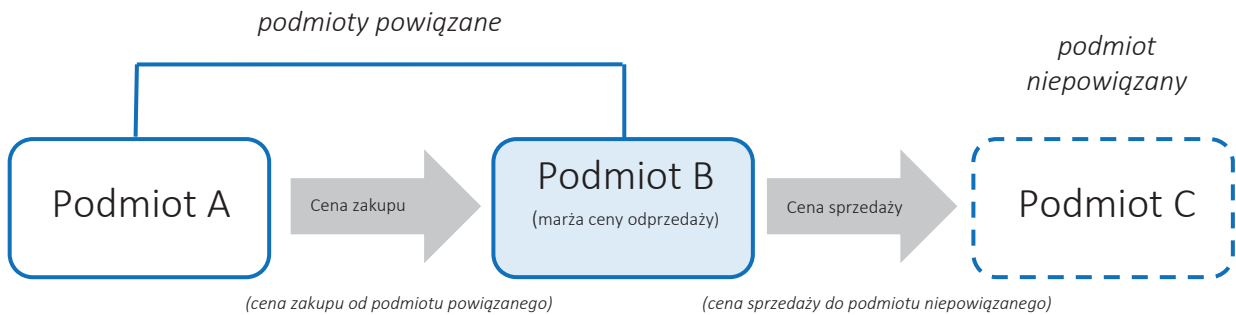 podmioty powiązane
podmiot
niepowiązany
Podmiot A
Cena zakupu
Podmiot B
(marża ceny odprzedaży)
Cena sprzedaży
Podmiot C
(cena zakupu od podmiotu powiązanego)
(cena sprzedaży do podmiotu niepowiązanego)